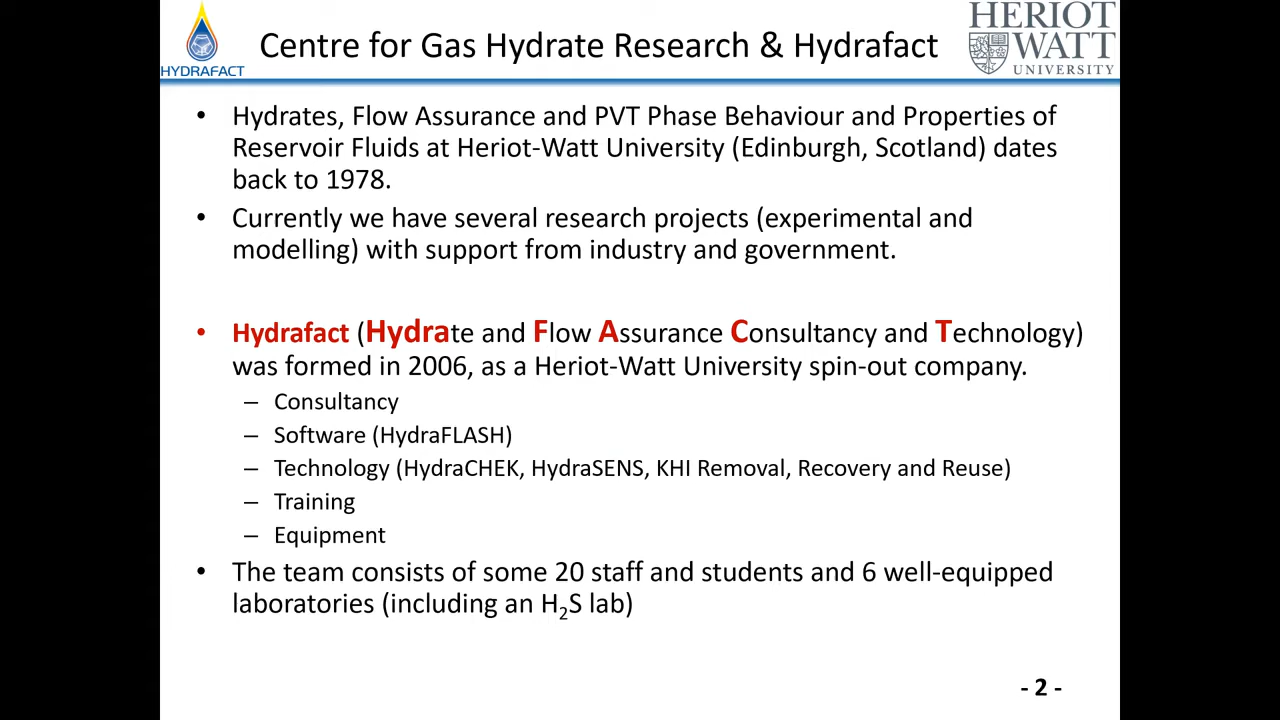 HYDRAFACT
Centre for Gas Hydrate Research & Hydrafact
HERIOT
WATT
UNIVERSITY
• Hydrates, Flow Assurance and PVT Phase Behaviour and Properties of
Reservoir Fluids at Heriot-Watt University (Edinburgh, Scotland) dates
back to 1978.
• Currently we have several research projects (experimental and
modelling) with support from industry and government.
• Hydrafact (Hydrate and Flow Assurance Consultancy and Technology)
was formed in 2006, as a Heriot-Watt University spin-out company.
– Consultancy
– Software (HydraFLASH)
– Technology (HydraCHEK, HydraSENS, KHI Removal, Recovery and Reuse)
– Training
– Equipment
• The team consists of some 20 staff and students and 6 well-equipped
laboratories (including an H₂S lab)
- 2 -